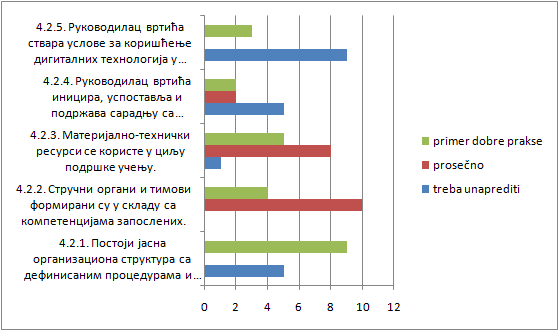 4.2.5. Руководилац вртића
ствара услове за коришћење
дигиталних технологија у...
4.2.4. Руководилац вртића
иницира, успоставља и
подржава сарадњу са...
4.2.3. Материјално-технички
ресурси се користе у циљу
подршке учењу.
4.2.2. Стручни органи и тимови
формирани су у складу са
компетенцијама запослених.
4.2.1. Постоји јасна
организациона структура са
дефинисаним процедурама и...
0 2 4 6 8 10 12
primer dobre prakse
prosečno
treba unaprediti